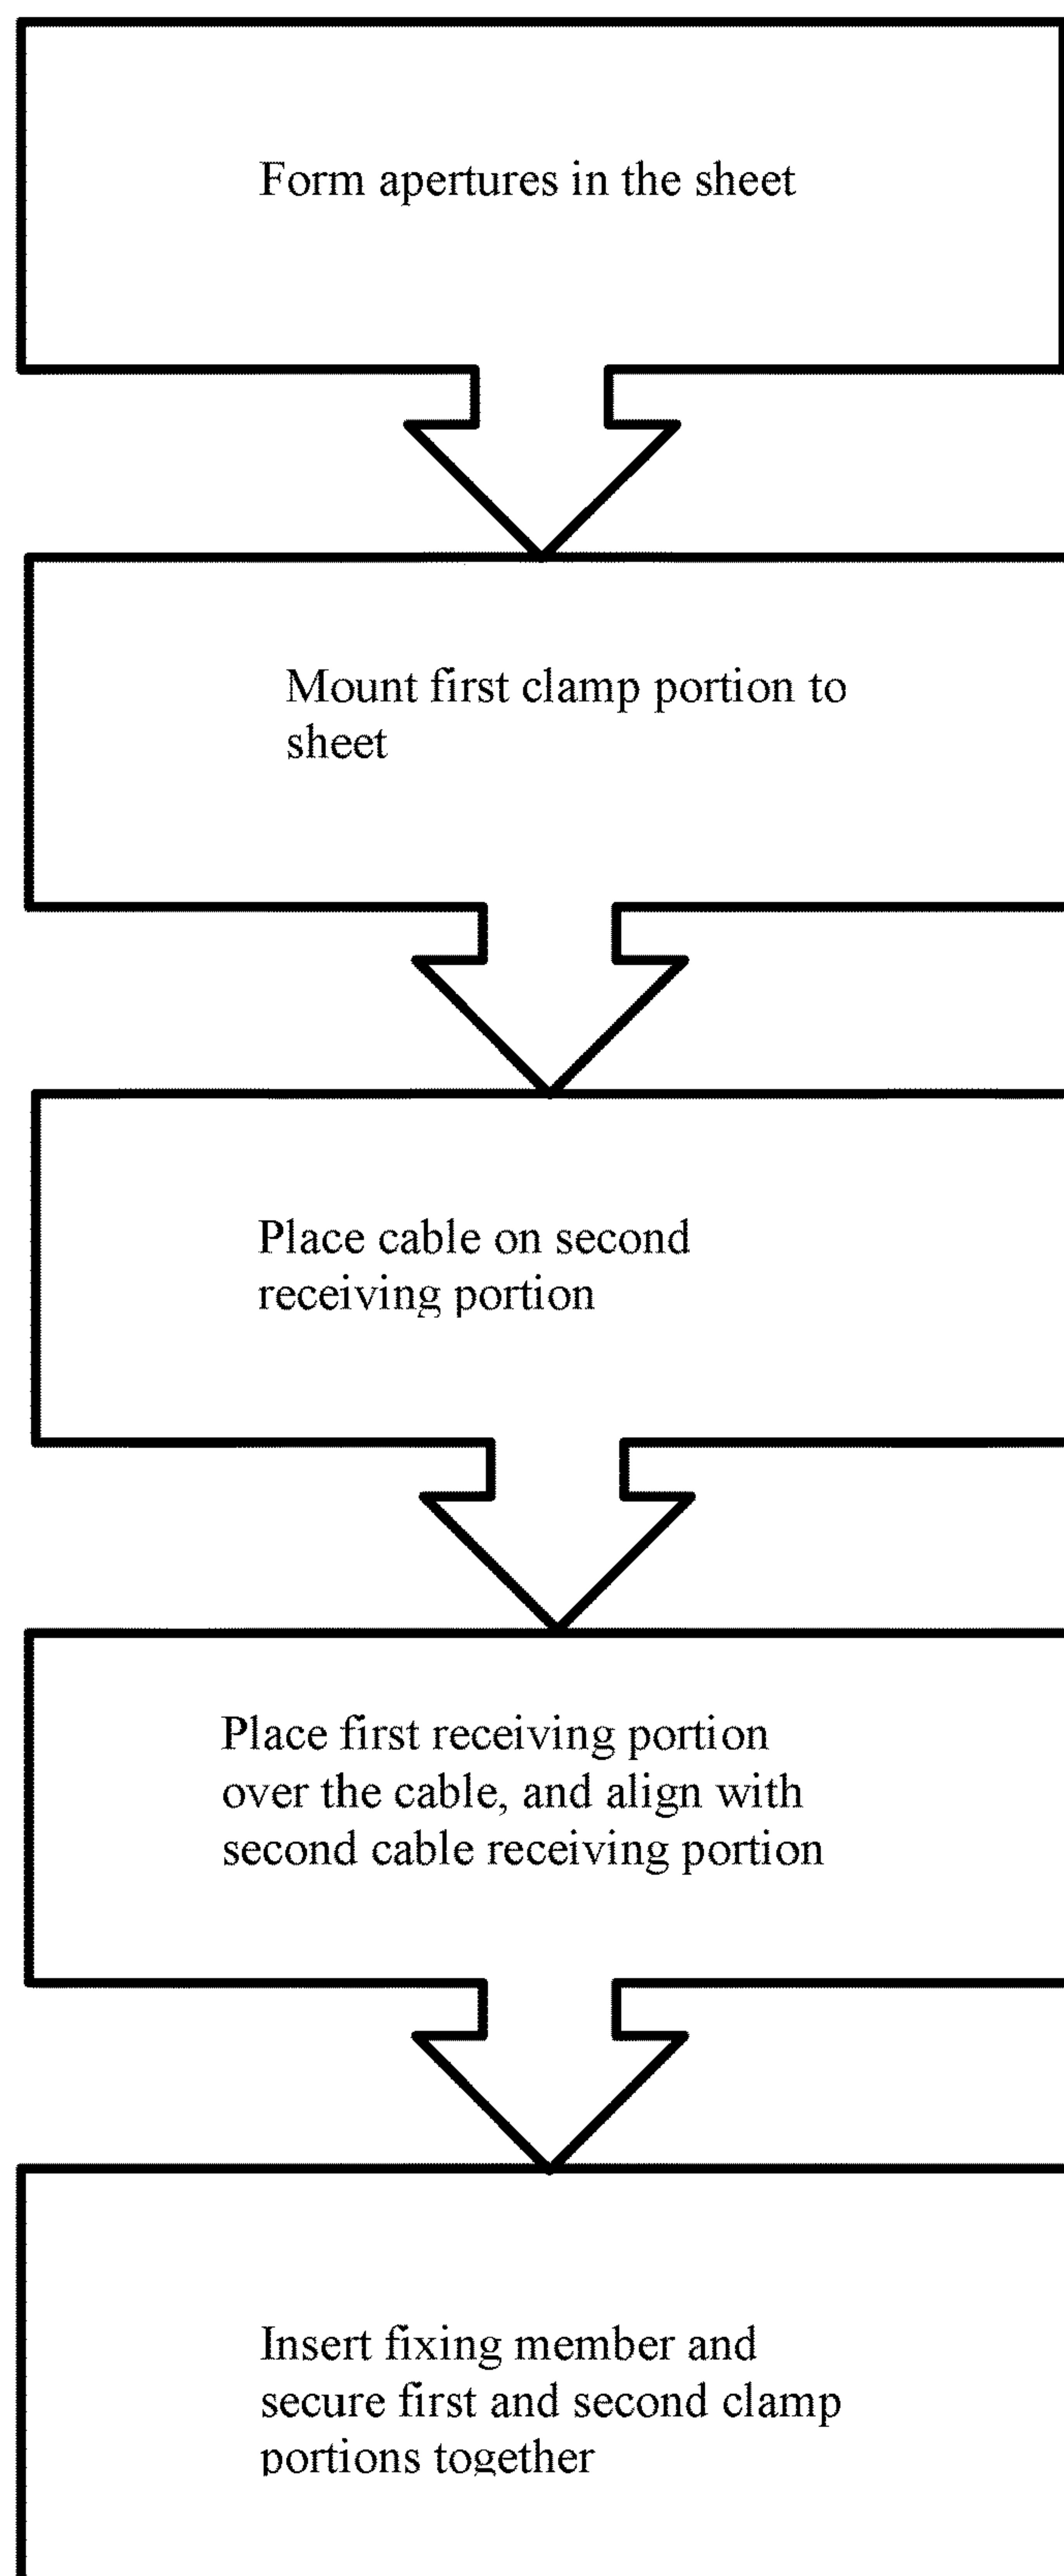 Form apertures in the sheet
Mount first clamp portion to
sheet
Place cable on second
receiving portion
Place first receiving portion
over the cable, and align with
second cable receiving portion
Insert fixing member and
secure first and second clamp
portions together